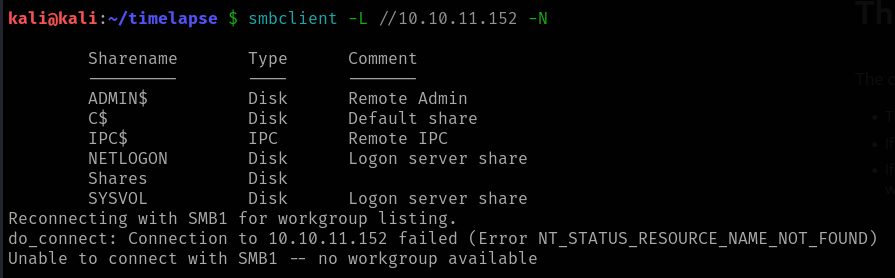 kali@kali:~/timelapse $ smbclient -L //10.10.11.152 -N
Sharename Type Comment
--------- ---- -------
ADMIN$ Disk Remote Admin
C$ Disk Default share
IPC$ IPC Remote IPC
NETLOGON Disk Logon server share
Shares Disk
SYSVOL Disk Logon server share
Reconnecting with SMB1 for workgroup listing.
do_connect: Connection to 10.10.11.152 failed (Error NT_STATUS_RESOURCE_NAME_NOT_FOUND)
Unable to connect with SMB1 -- no workgroup available